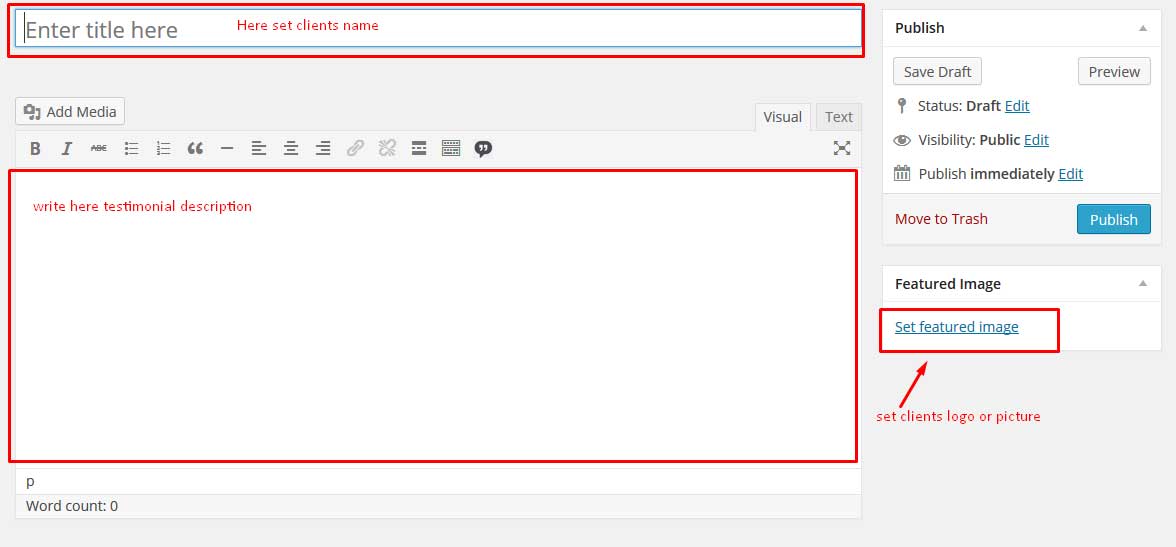 Enter title here
Here set clients name
Add Media
Visual
Text
B I ABC
write here testimonial description
p
Word count: 0
Publish
Save Draft
Preview
Status: Draft Edit
Visibility: Public Edit
Publish immediately Edit
Move to Trash
Publish
Featured Image
Set featured image
set clients logo or picture